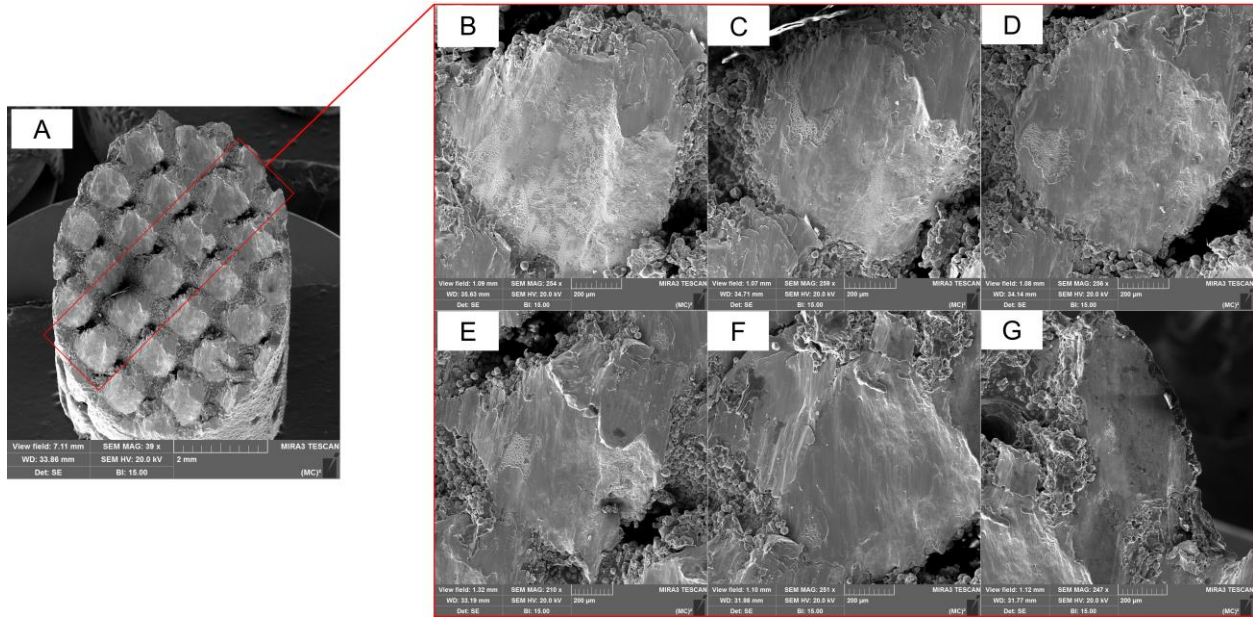 A
View field: 7.11 mm SEM MAG: 39 x MIRA3 TESCAN
WD: 33.86 mm SEM HV: 20.0 kV 2 mm
Det: SE BI: 15.00 (MC)²
B
View field: 1.09 mm SEM MAG: 254 x MIRA3 TESCAN
WD: 35.63 mm SEM HV: 20.0 kV 200 µm
Det: SE BI: 15.00 (MC)²
C
View field: 1.07 mm SEM MAG: 259 x MIRA3 TESCAN
WD: 34.71 mm SEM HV: 20.0 kV 200 µm
Det: SE BI: 15.00 (MC)²
D
View field: 1.08 mm SEM MAG: 256 x MIRA3 TESCAN
WD: 34.14 mm SEM HV: 20.0 kV 200 µm
Det: SE BI: 15.00 (MC)²
E
View field: 1.32 mm SEM MAG: 210 x MIRA3 TESCAN
WD: 33.19 mm SEM HV: 20.0 kV 200 µm
Det: SE BI: 15.00 (MC)²
F
View field: 1.10 mm SEM MAG: 251 x MIRA3 TESCAN
WD: 31.98 mm SEM HV: 20.0 kV 200 µm
Det: SE BI: 15.00 (MC)²
G
View field: 1.12 mm SEM MAG: 247 x MIRA3 TESCAN
WD: 31.77 mm SEM HV: 20.0 kV 200 µm
Det: SE BI: 15.00 (MC)²